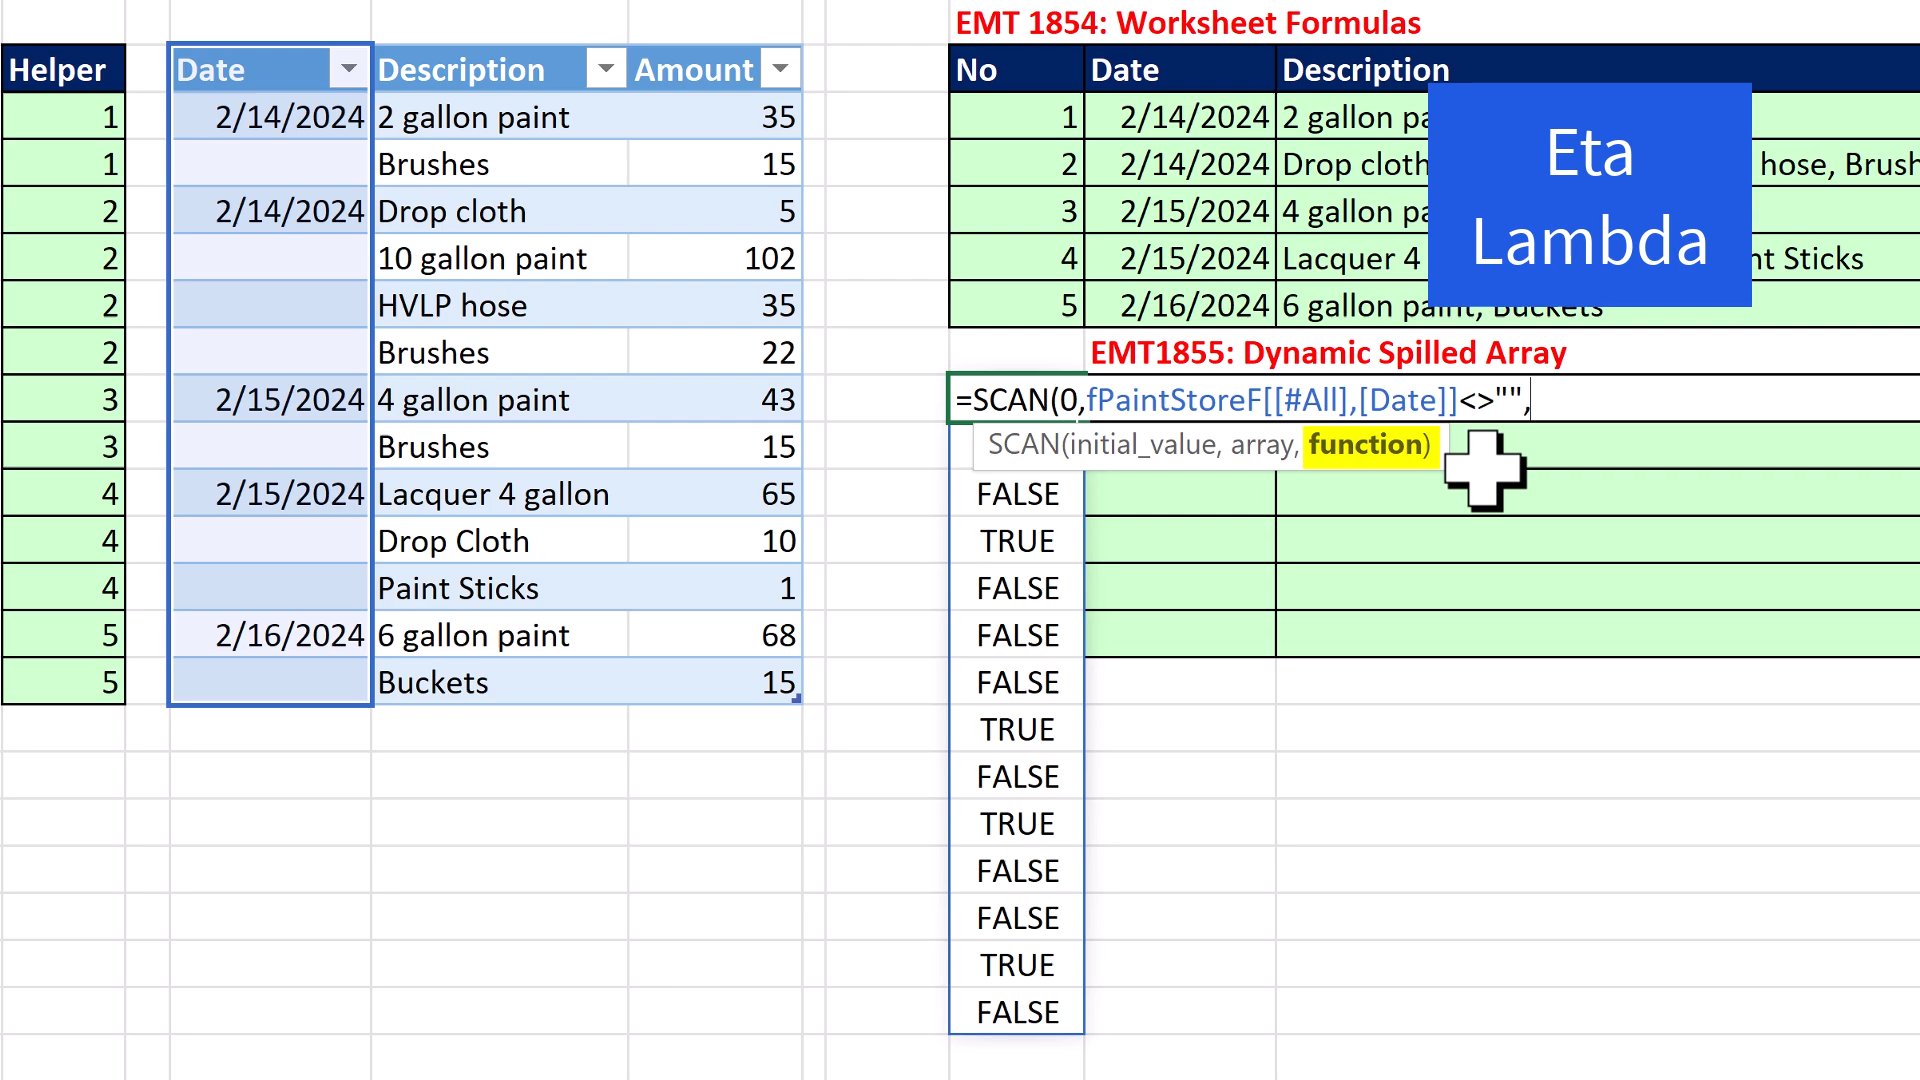 EMT 1854: Worksheet Formulas
Helper Date Description Amount No Date Description
1 2/14/2024 2 gallon paint 35 1 2/14/2024 2 gallon
1 Brushes 15 2 2/14/2024 Drop cloth hose,
2 2/14/2024 Drop cloth 5 3 2/15/2024 4 gallon
2 10 gallon paint 102 4 2/15/2024 Lacquer 4 Sticks
2 HVLP hose 35 5 2/16/2024 6 gallon paint, Buckets
Eta
Lambda
2 Brushes 22 EMT1855: Dynamic Spilled Array
3 2/15/2024 4 gallon paint 43 =SCAN(0,fPaintStoreF[[#All],[Date]]<>"",
3 Brushes 15 SCAN(initial_value, array, function)
4 2/15/2024 Lacquer 4 gallon 65 FALSE
4 Drop Cloth 10 TRUE
4 Paint Sticks 1 FALSE
5 2/16/2024 6 gallon paint 68 FALSE
5 Buckets 15 FALSE
TRUE
FALSE
TRUE
FALSE
FALSE
TRUE
FALSE